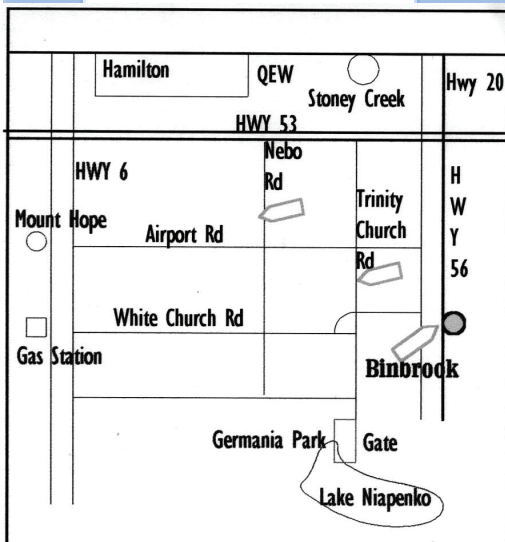 Hamilton
QEW
Stoney Creek
Hwy 20
HWY 53
Nebo
Rd
HWY 6
Trinity
Church
Rd
H
W
Y
56
Mount Hope
Airport Rd
White Church Rd
Gas Station
Binbrook
Germania Park
Gate
Lake Niapenko